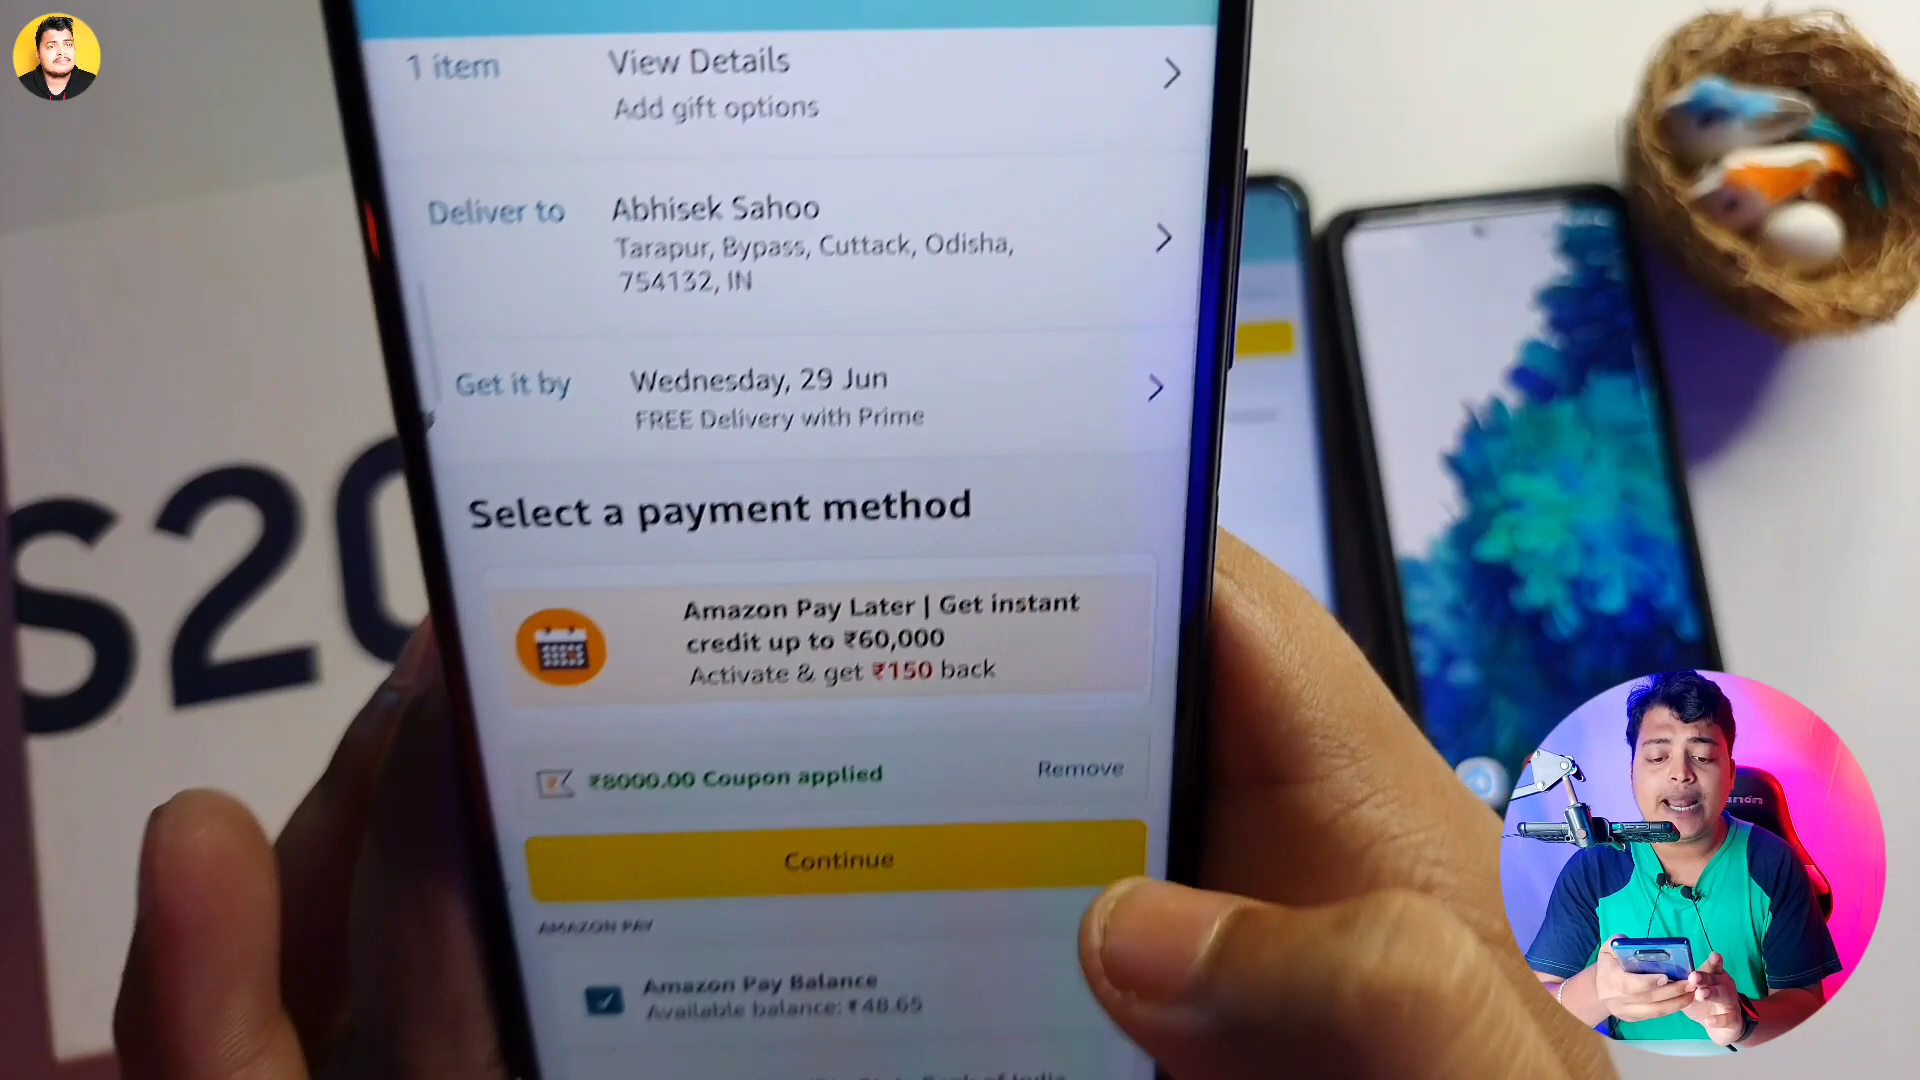 1 item
View Details
Add gift options
Deliver to
Abhisek Sahoo
Tarapur, Bypass, Cuttack, Odisha,
754132, IN
Get it by
Wednesday, 29 Jun
FREE Delivery with Prime
S20
Select a payment method
Amazon Pay Later | Get instant
credit up to ₹60,000
Activate & get ₹150 back
₹8000.00 Coupon applied
Remove
Continue
AMAZON PAY
Amazon Pay Balance
Available balance: ₹48.65